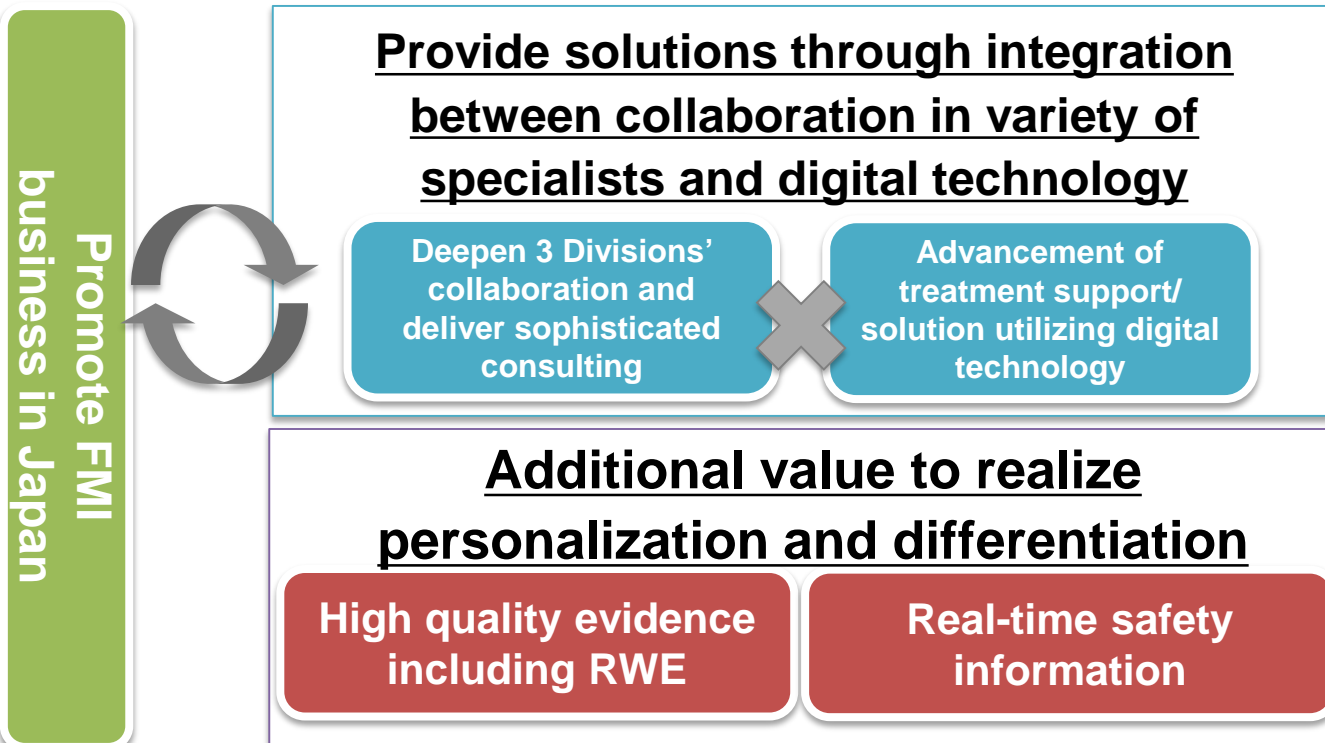 Promote FMI
business in Japan
Provide solutions through integration
between collaboration in variety of
specialists and digital technology
Deepen 3 Divisions’
collaboration and
deliver sophisticated
consulting
Advancement of
treatment support/
solution utilizing digital
technology
Additional value to realize
personalization and differentiation
High quality evidence
including RWE
Real-time safety
information